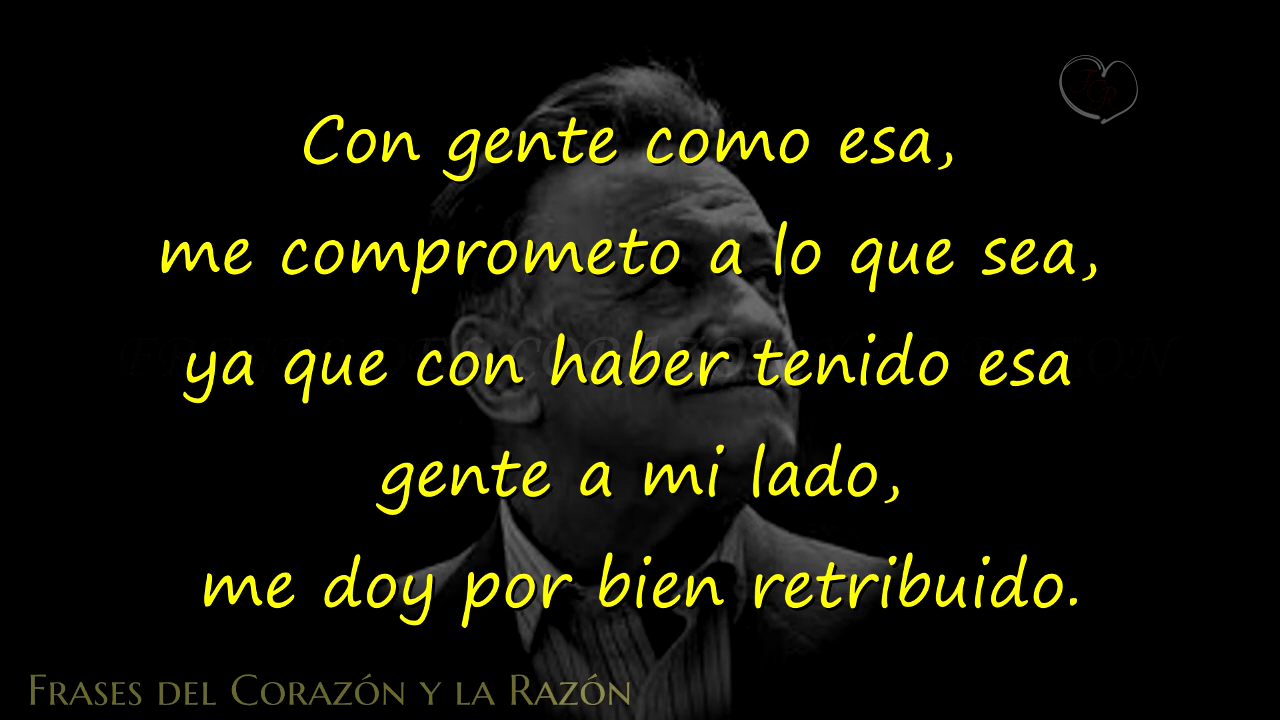 Con gente como esa,
me comprometo a lo que sea,
ya que con haber tenido esa
gente a mi lado,
me doy por bien retribuido.
Frases del Corazón y la Razón